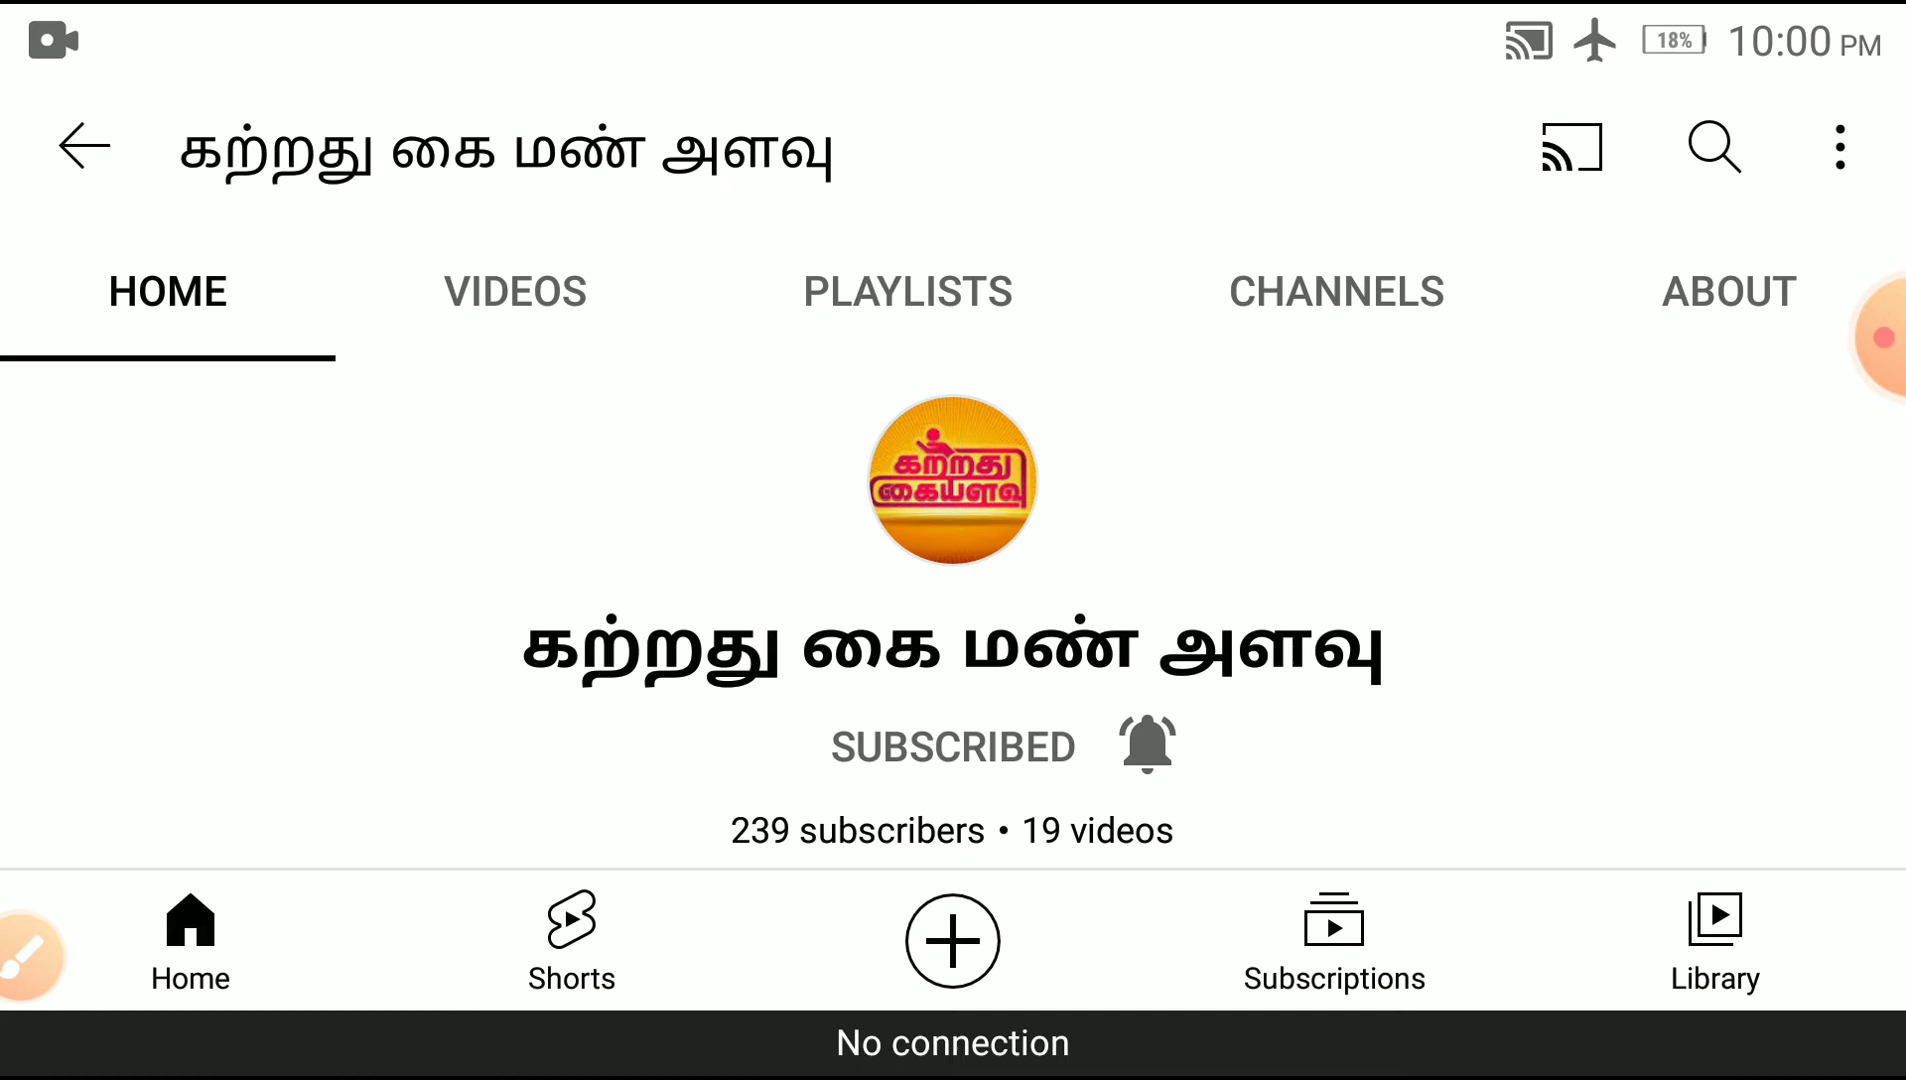 18% 10:00 PM
கற்றது கை மண் அளவு
HOME VIDEOS PLAYLISTS CHANNELS ABOUT
கற்றது
கையளவு
கற்றது கை மண் அளவு
SUBSCRIBED
239 subscribers • 19 videos
Home Shorts Subscriptions Library
No connection